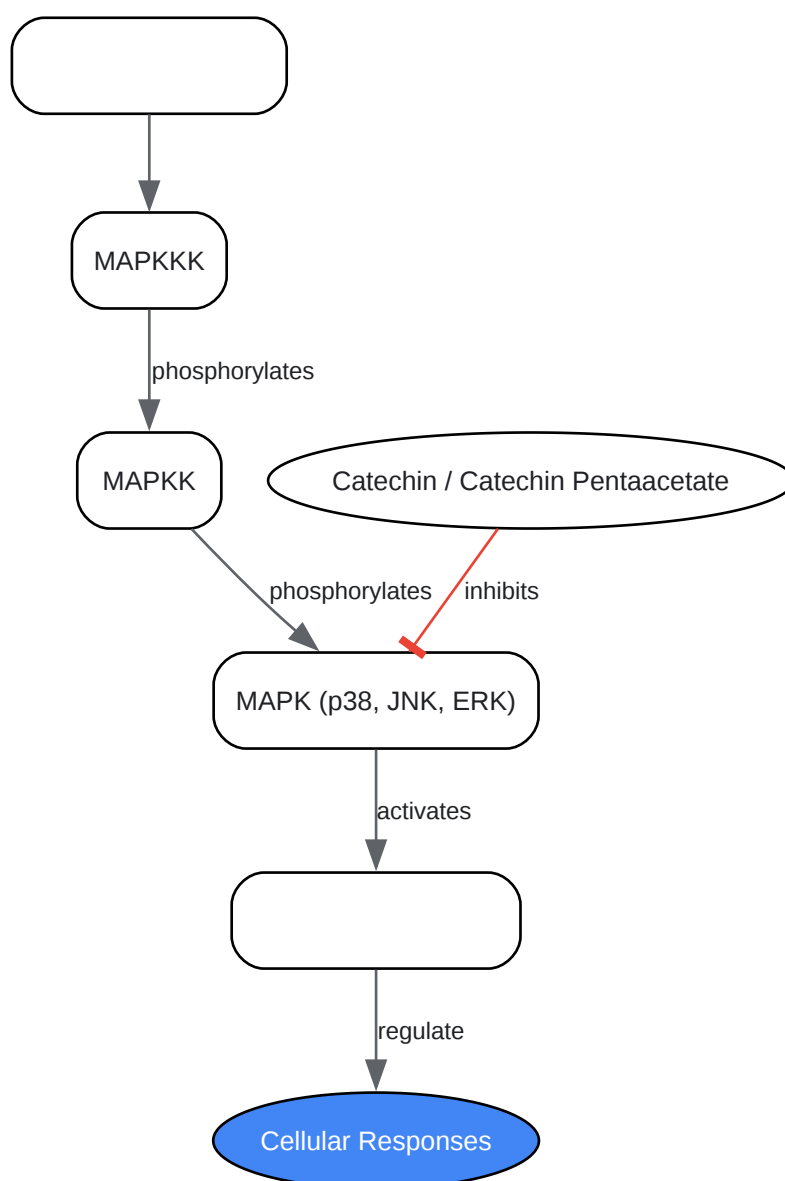 MAPKKK
phosphorylates
MAPKK
Catechin / Catechin Pentaacetate
phosphorylates
inhibits
MAPK (p38, JNK, ERK)
activates
regulate
Cellular Responses